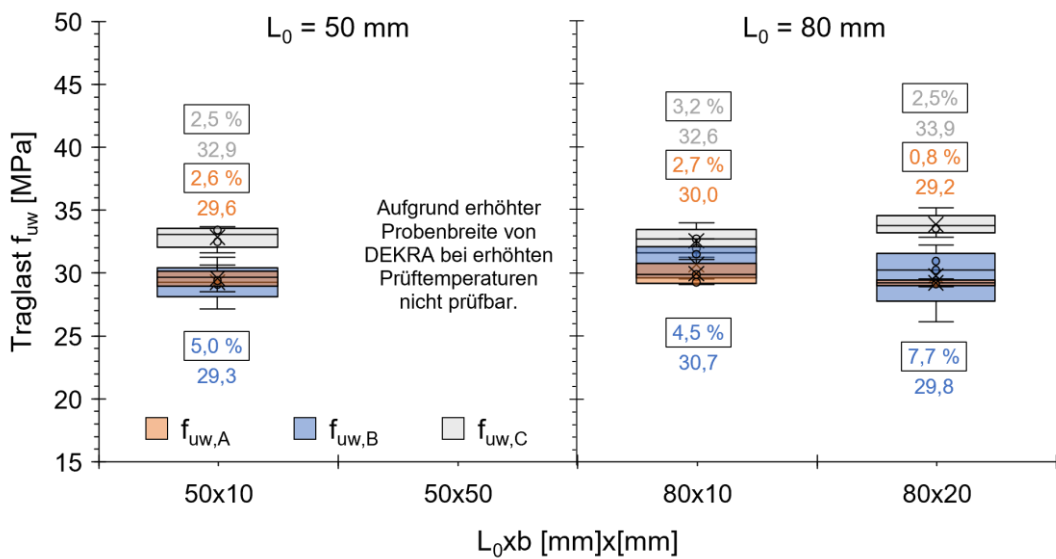 L₀ = 50 mm
L₀ = 80 mm
Traglast f_uw [MPa]
50
45
40
35
30
25
20
15
2,5 %
32,9
2,6 %
29,6
5,0 %
29,3
Aufgrund erhöhter
Probenbreite von
DEKRA bei erhöhten
Prüftemperaturen
nicht prüfbar.
3,2 %
32,6
2,7 %
30,0
4,5 %
30,7
2,5%
33,9
0,8 %
29,2
7,7 %
29,8
f_uw,A
f_uw,B
f_uw,C
50x10
50x50
80x10
80x20
L₀xb [mm]x[mm]